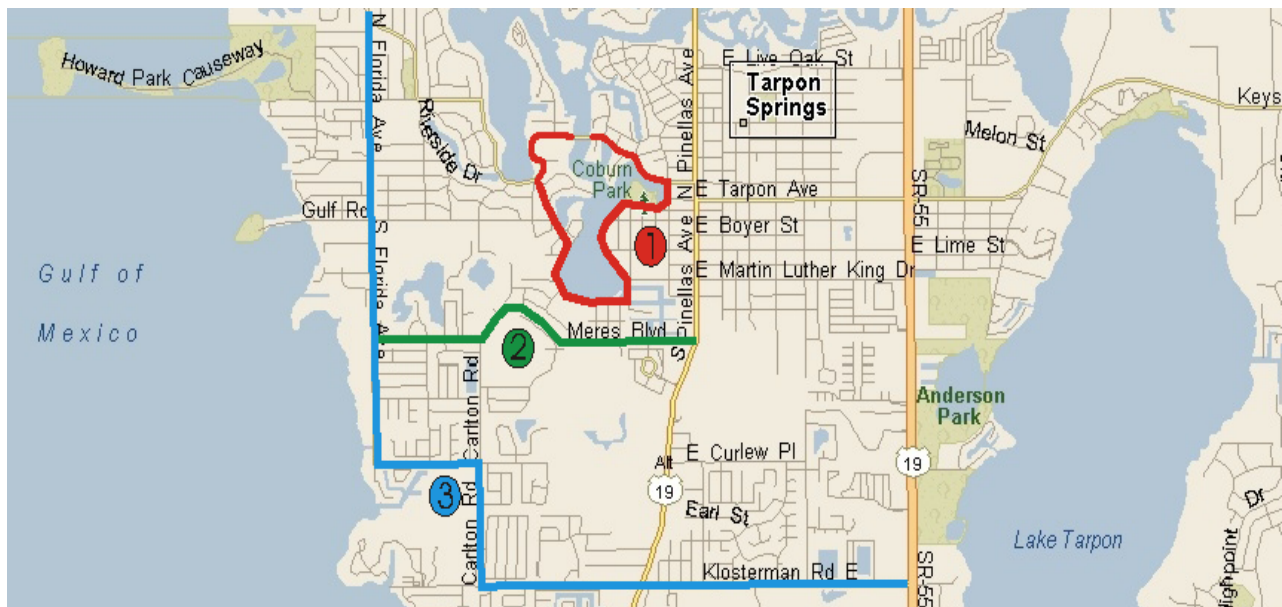 Howard Park Causeway
N Florida Ave
Riverside Dr
N Pinellas Ave
E Live Oak St
Tarpon
Springs
Keys
Melon St
Coburn
Park
E Tarpon Ave
SR-55
Gulf Rd
S Florida Ave
1
E Boyer St
E Lime St
E Martin Luther King Dr
Gulf of
Mexico
Meres Blvd
S Pinellas Ave
2
Carlton Rd
Anderson
Park
E Curlew Pl
Alt
19
19
3
Carlton Rd
Earl St
Dr
Lake Tarpon
Klosterman Rd E
SR-55
Highpoint